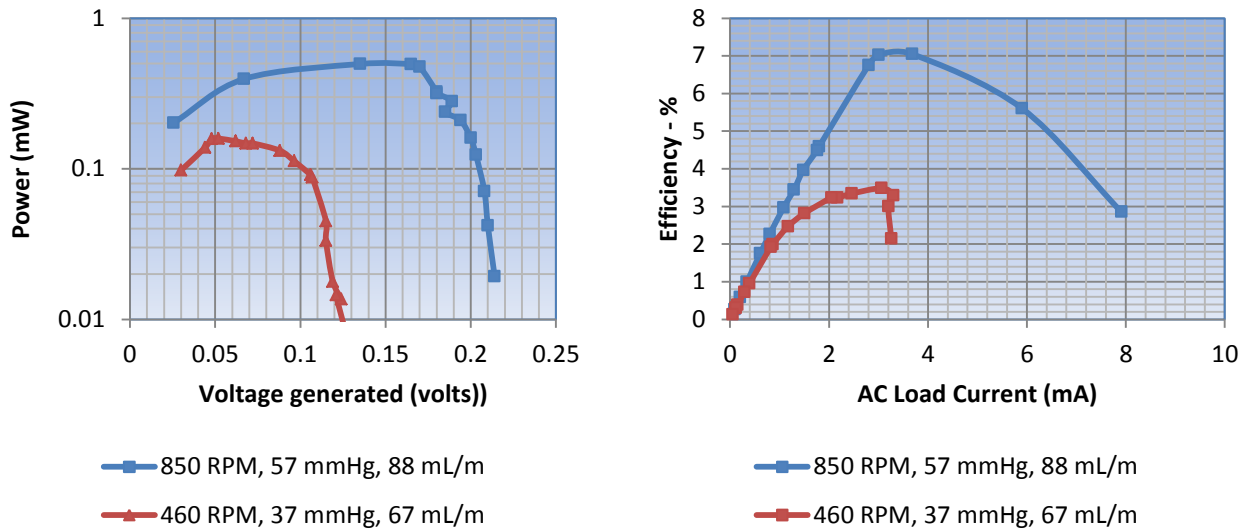 1
0.1
0.01
Power (mW)
0 0.05 0.1 0.15 0.2 0.25
Voltage generated (volts))
850 RPM, 57 mmHg, 88 mL/m
460 RPM, 37 mmHg, 67 mL/m
8
7
6
5
4
3
2
1
0
Efficiency - %
0 2 4 6 8 10
AC Load Current (mA)
850 RPM, 57 mmHg, 88 mL/m
460 RPM, 37 mmHg, 67 mL/m